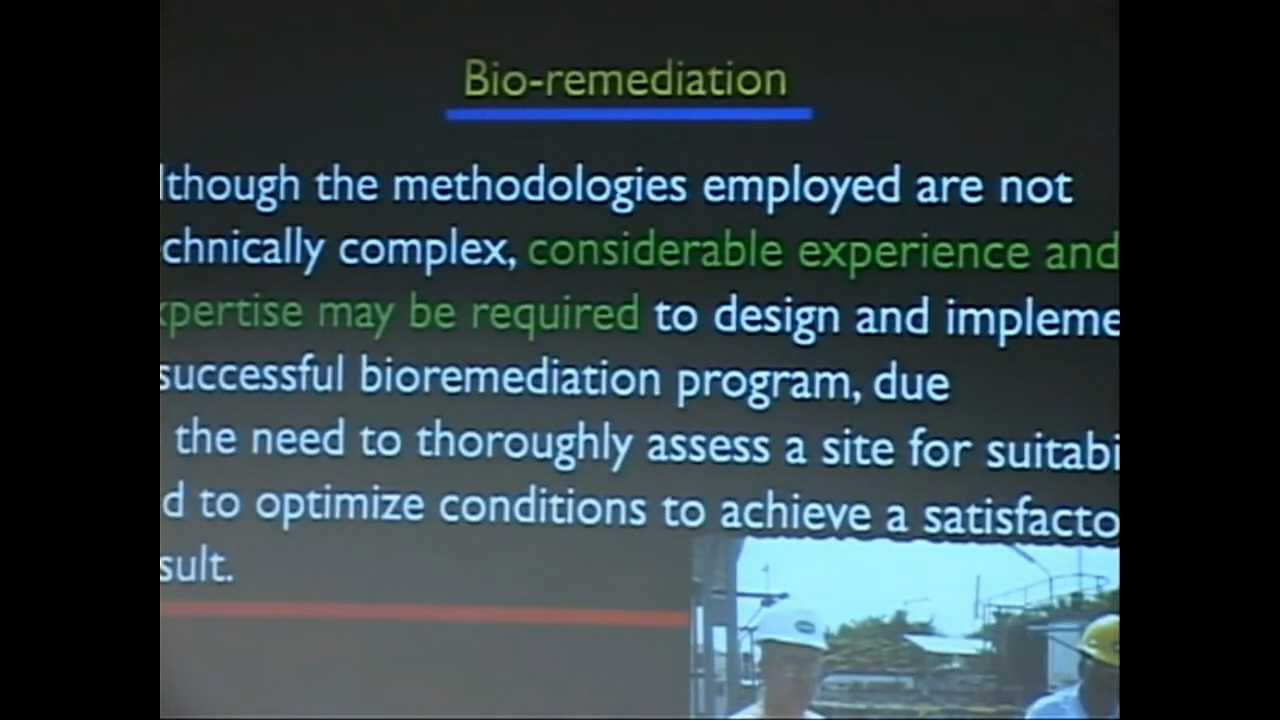 Bio-remediation
lthough the methodologies employed are not
chnically complex, considerable experience and
xpertise may be required to design and impleme
successful bioremediation program, due
the need to thoroughly assess a site for suitabi
d to optimize conditions to achieve a satisfacto
sult.